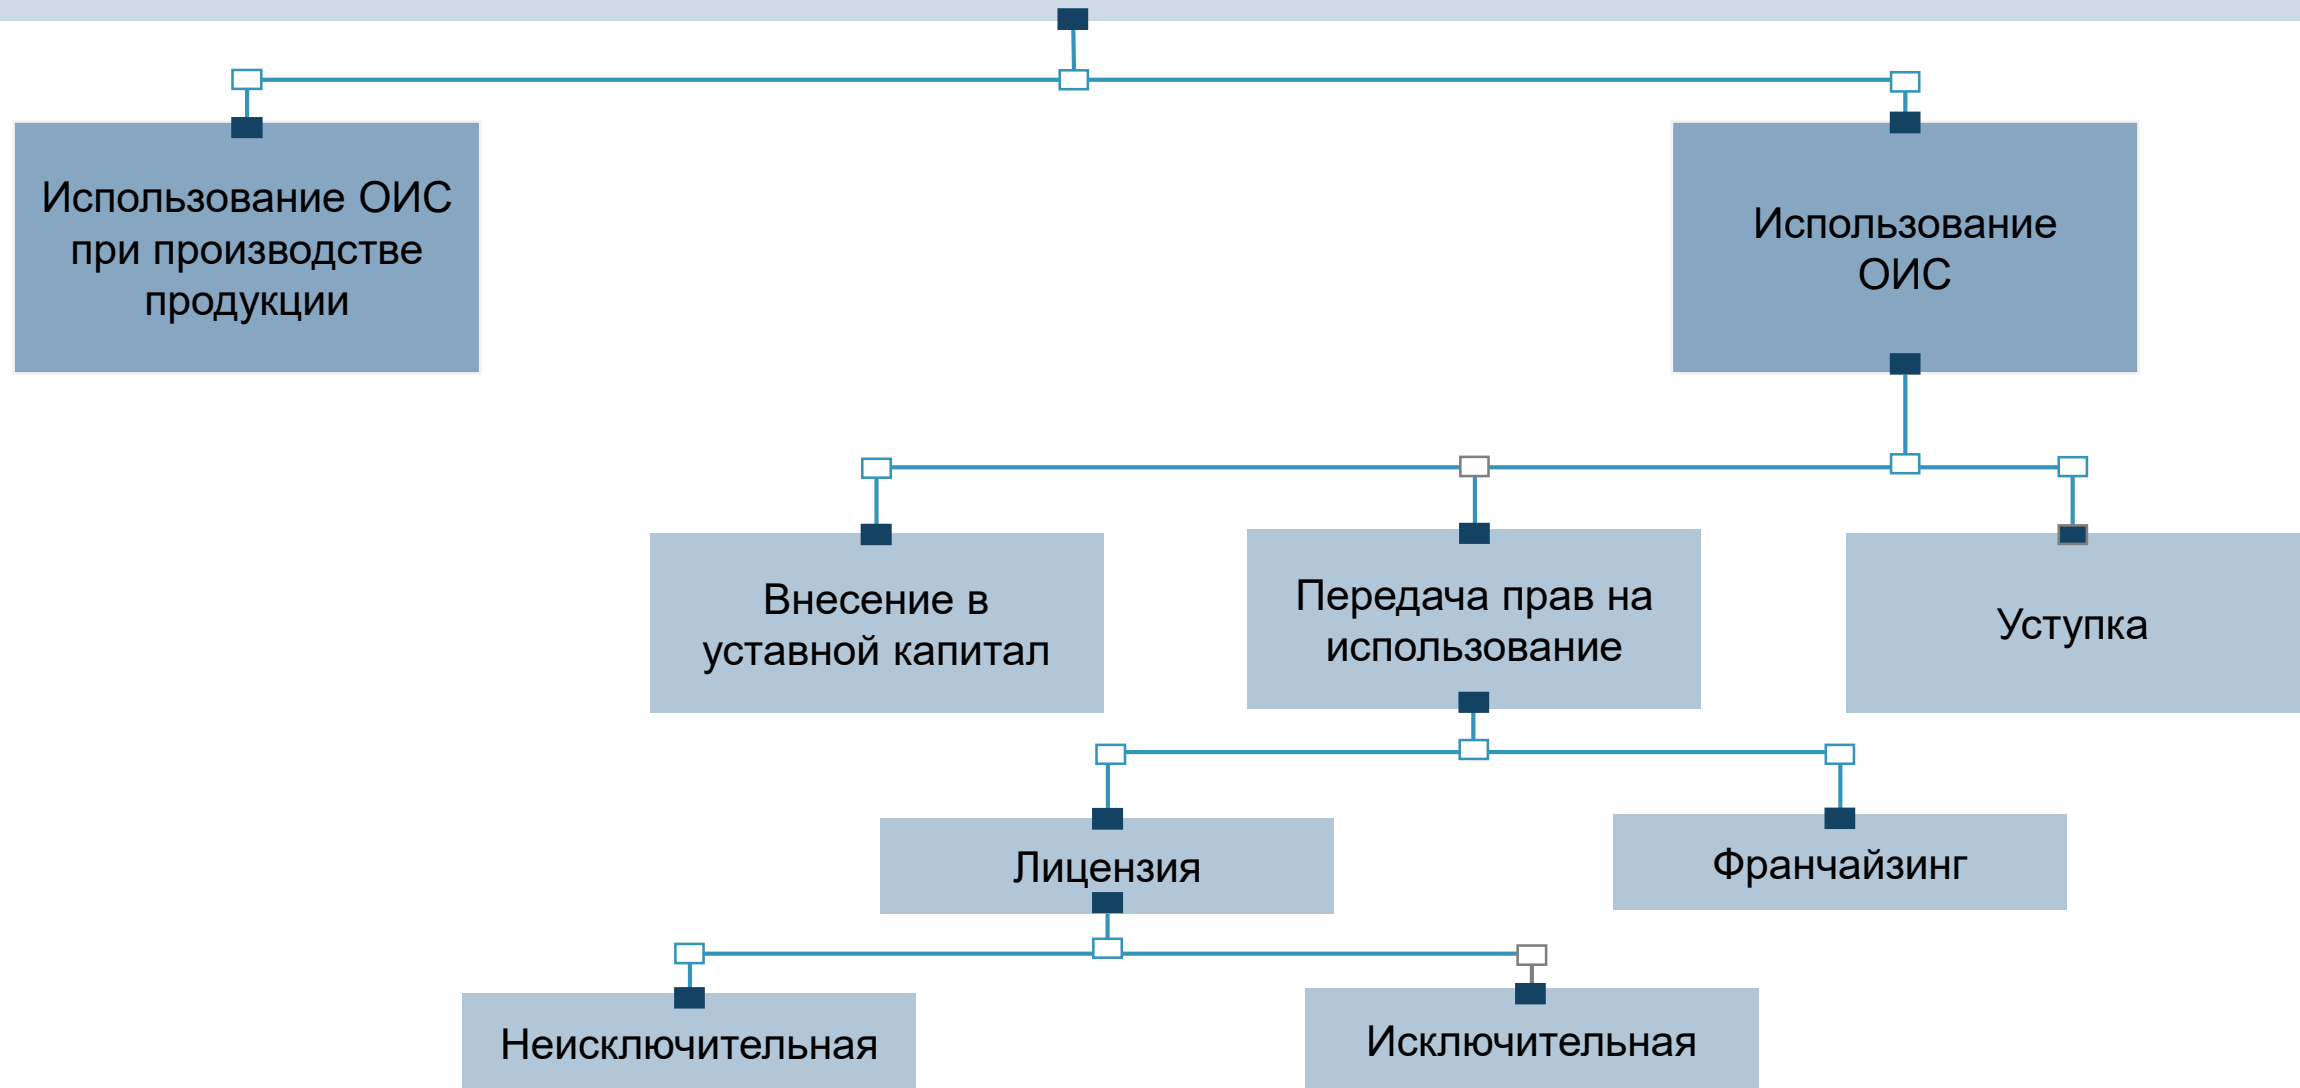 Использование ОИС
при производстве
продукции
Использование
ОИС
Внесение в
уставной капитал
Передача прав на
использование
Уступка
Лицензия
Франчайзинг
Неисключительная
Исключительная